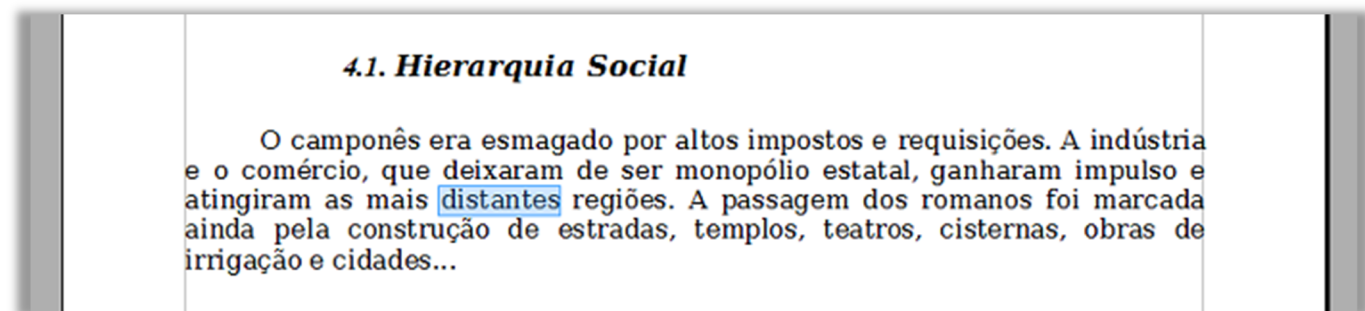 4.1. Hierarquia Social
O camponês era esmagado por altos impostos e requisições. A indústria
e o comércio, que deixaram de ser monopólio estatal, ganharam impulso e
atingiram as mais distantes regiões. A passagem dos romanos foi marcada
ainda pela construção de estradas, templos, teatros, cisternas, obras de
irrigação e cidades...